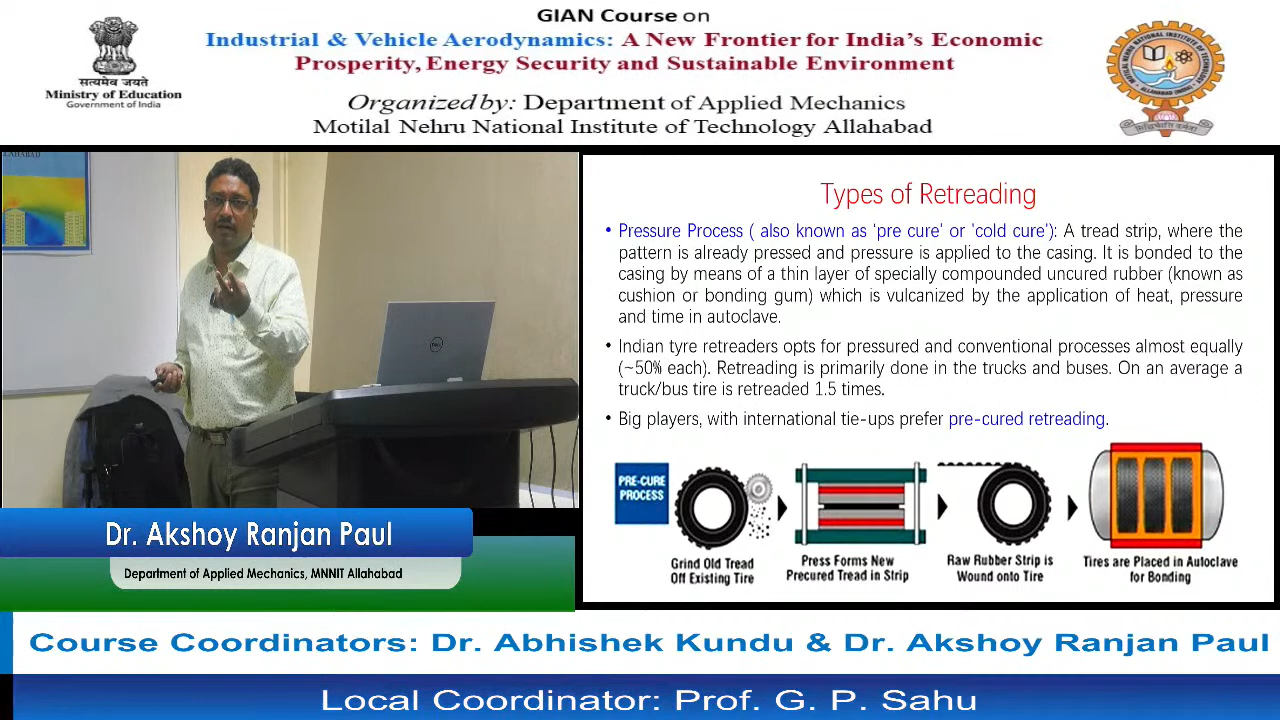 GIAN Course on
Industrial & Vehicle Aerodynamics: A New Frontier for India's Economic
Prosperity, Energy Security and Sustainable Environment
Organized by: Department of Applied Mechanics
Motilal Nehru National Institute of Technology Allahabad
सत्यमेव जयते
Ministry of Education
Government of India
Types of Retreading
• Pressure Process ( also known as 'pre cure' or 'cold cure'): A tread strip, where the
pattern is already pressed and pressure is applied to the casing. It is bonded to the
casing by means of a thin layer of specially compounded uncured rubber (known as
cushion or bonding gum) which is vulcanized by the application of heat, pressure
and time in autoclave.
• Indian tyre retreaders opts for pressured and conventional processes almost equally
(~50% each). Retreading is primarily done in the trucks and buses. On an average a
truck/bus tire is retreaded 1.5 times.
• Big players, with international tie-ups prefer pre-cured retreading.
PRE-CURE
PROCESS
Grind Old Tread
Off Existing Tire
Press Forms New
Precured Tread in Strip
Raw Rubber Strip is
Wound onto Tire
Tires are Placed in Autoclave
for Bonding
DELL
Dr. Akshoy Ranjan Paul
Department of Applied Mechanics, MNNIT Allahabad
Course Coordinators: Dr. Abhishek Kundu & Dr. Akshoy Ranjan Paul
Local Coordinator: Prof. G. P. Sahu